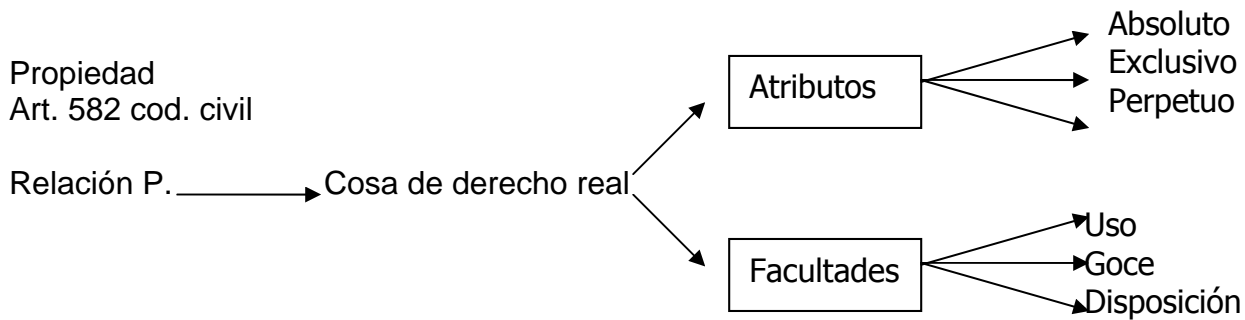 Propiedad
Art. 582 cod. civil
Relación P.
Cosa de derecho real
Atributos
Absoluto
Exclusivo
Perpetuo
Facultades
Uso
Goce
Disposición